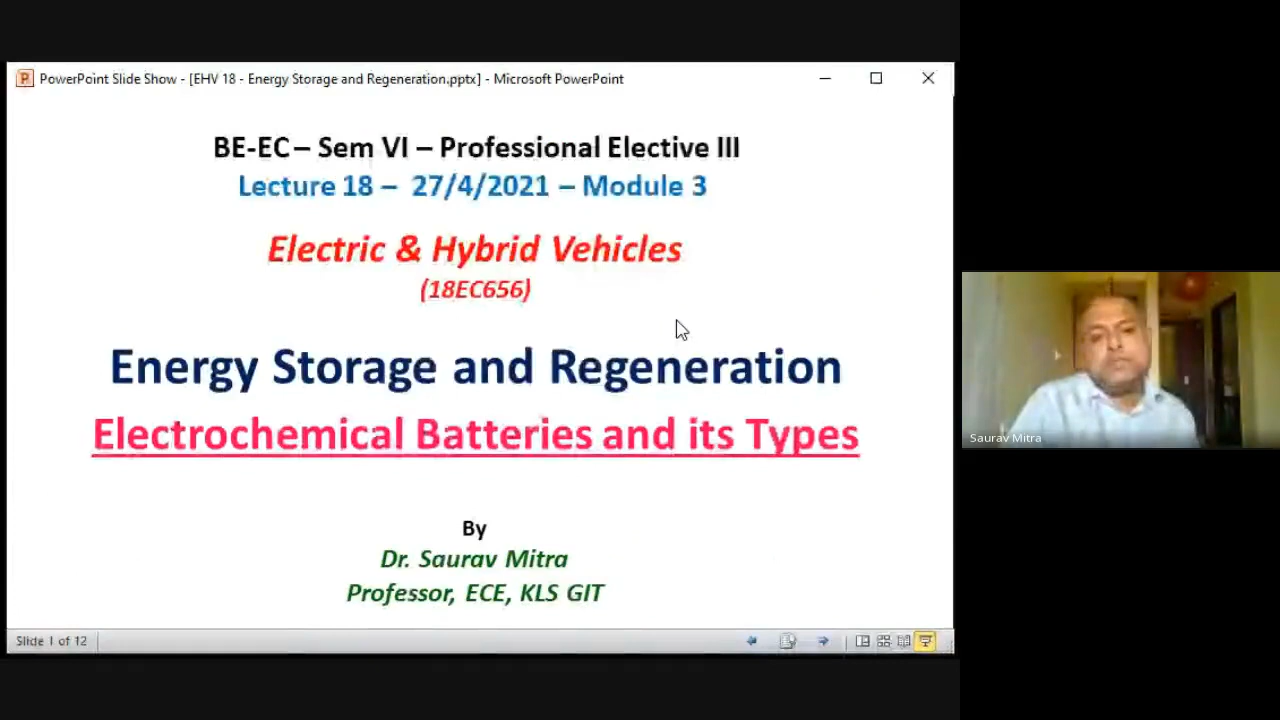 PowerPoint Slide Show - [EHV 18 - Energy Storage and Regeneration.pptx] - Microsoft PowerPoint
BE-EC – Sem VI – Professional Elective III
Lecture 18 – 27/4/2021 – Module 3
Electric & Hybrid Vehicles
(18EC656)
Energy Storage and Regeneration
Electrochemical Batteries and its Types
By
Dr. Saurav Mitra
Professor, ECE, KLS GIT
Slide 1 of 12
Saurav Mitra